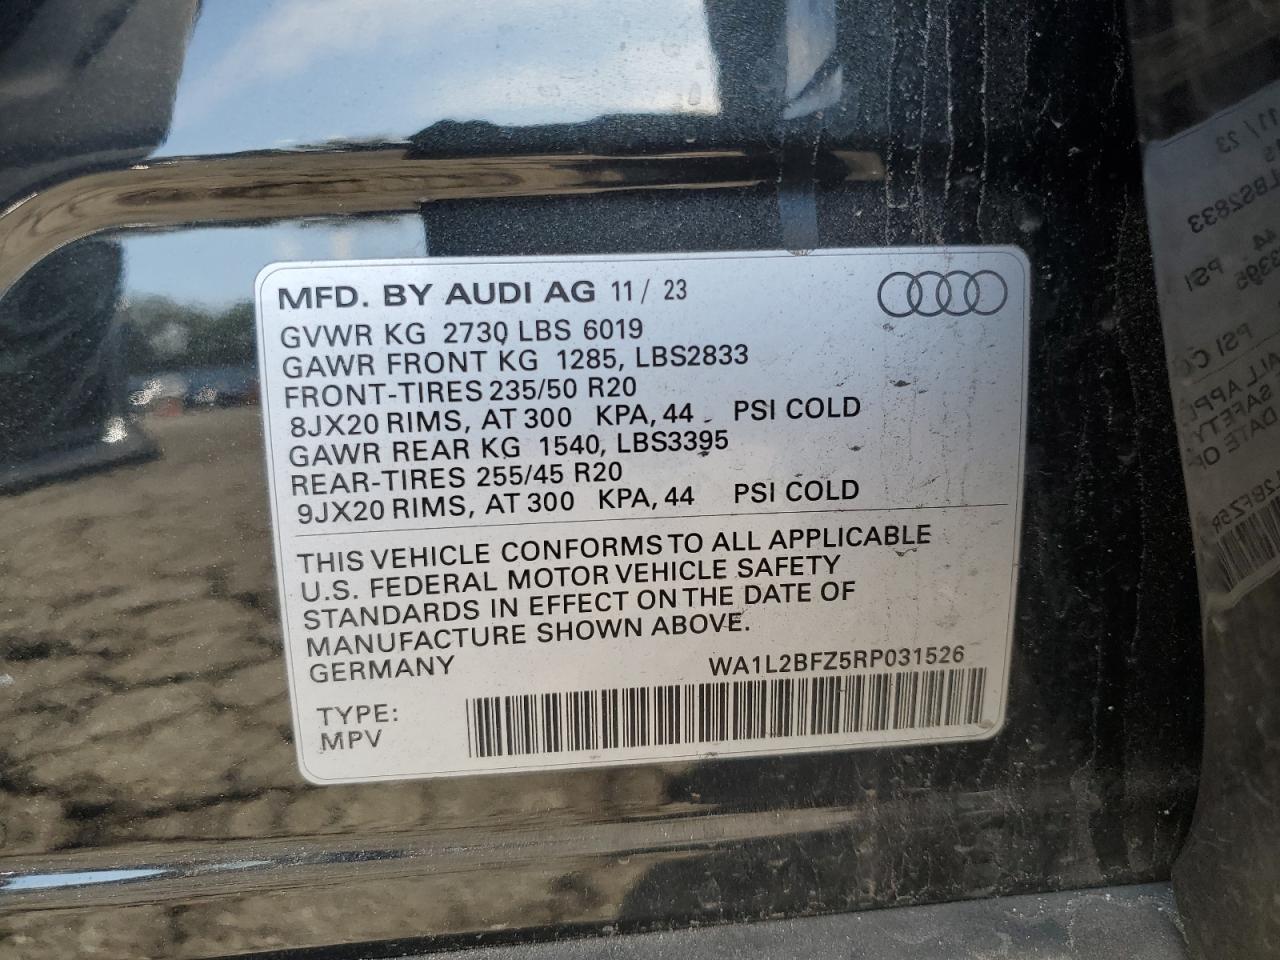 MFD. BY AUDI AG 11 / 23
GVWR KG 2730 LBS 6019
GAWR FRONT KG 1285, LBS2833
FRONT-TIRES 235/50 R20
8JX20 RIMS, AT 300 KPA, 44 PSI COLD
GAWR REAR KG 1540, LBS3395
REAR-TIRES 255/45 R20
9JX20 RIMS, AT 300 KPA, 44 PSI COLD
THIS VEHICLE CONFORMS TO ALL APPLICABLE
U.S. FEDERAL MOTOR VEHICLE SAFETY
STANDARDS IN EFFECT ON THE DATE OF
MANUFACTURE SHOWN ABOVE.
GERMANY WA1L2BFZ5RP031526
TYPE:
MPV